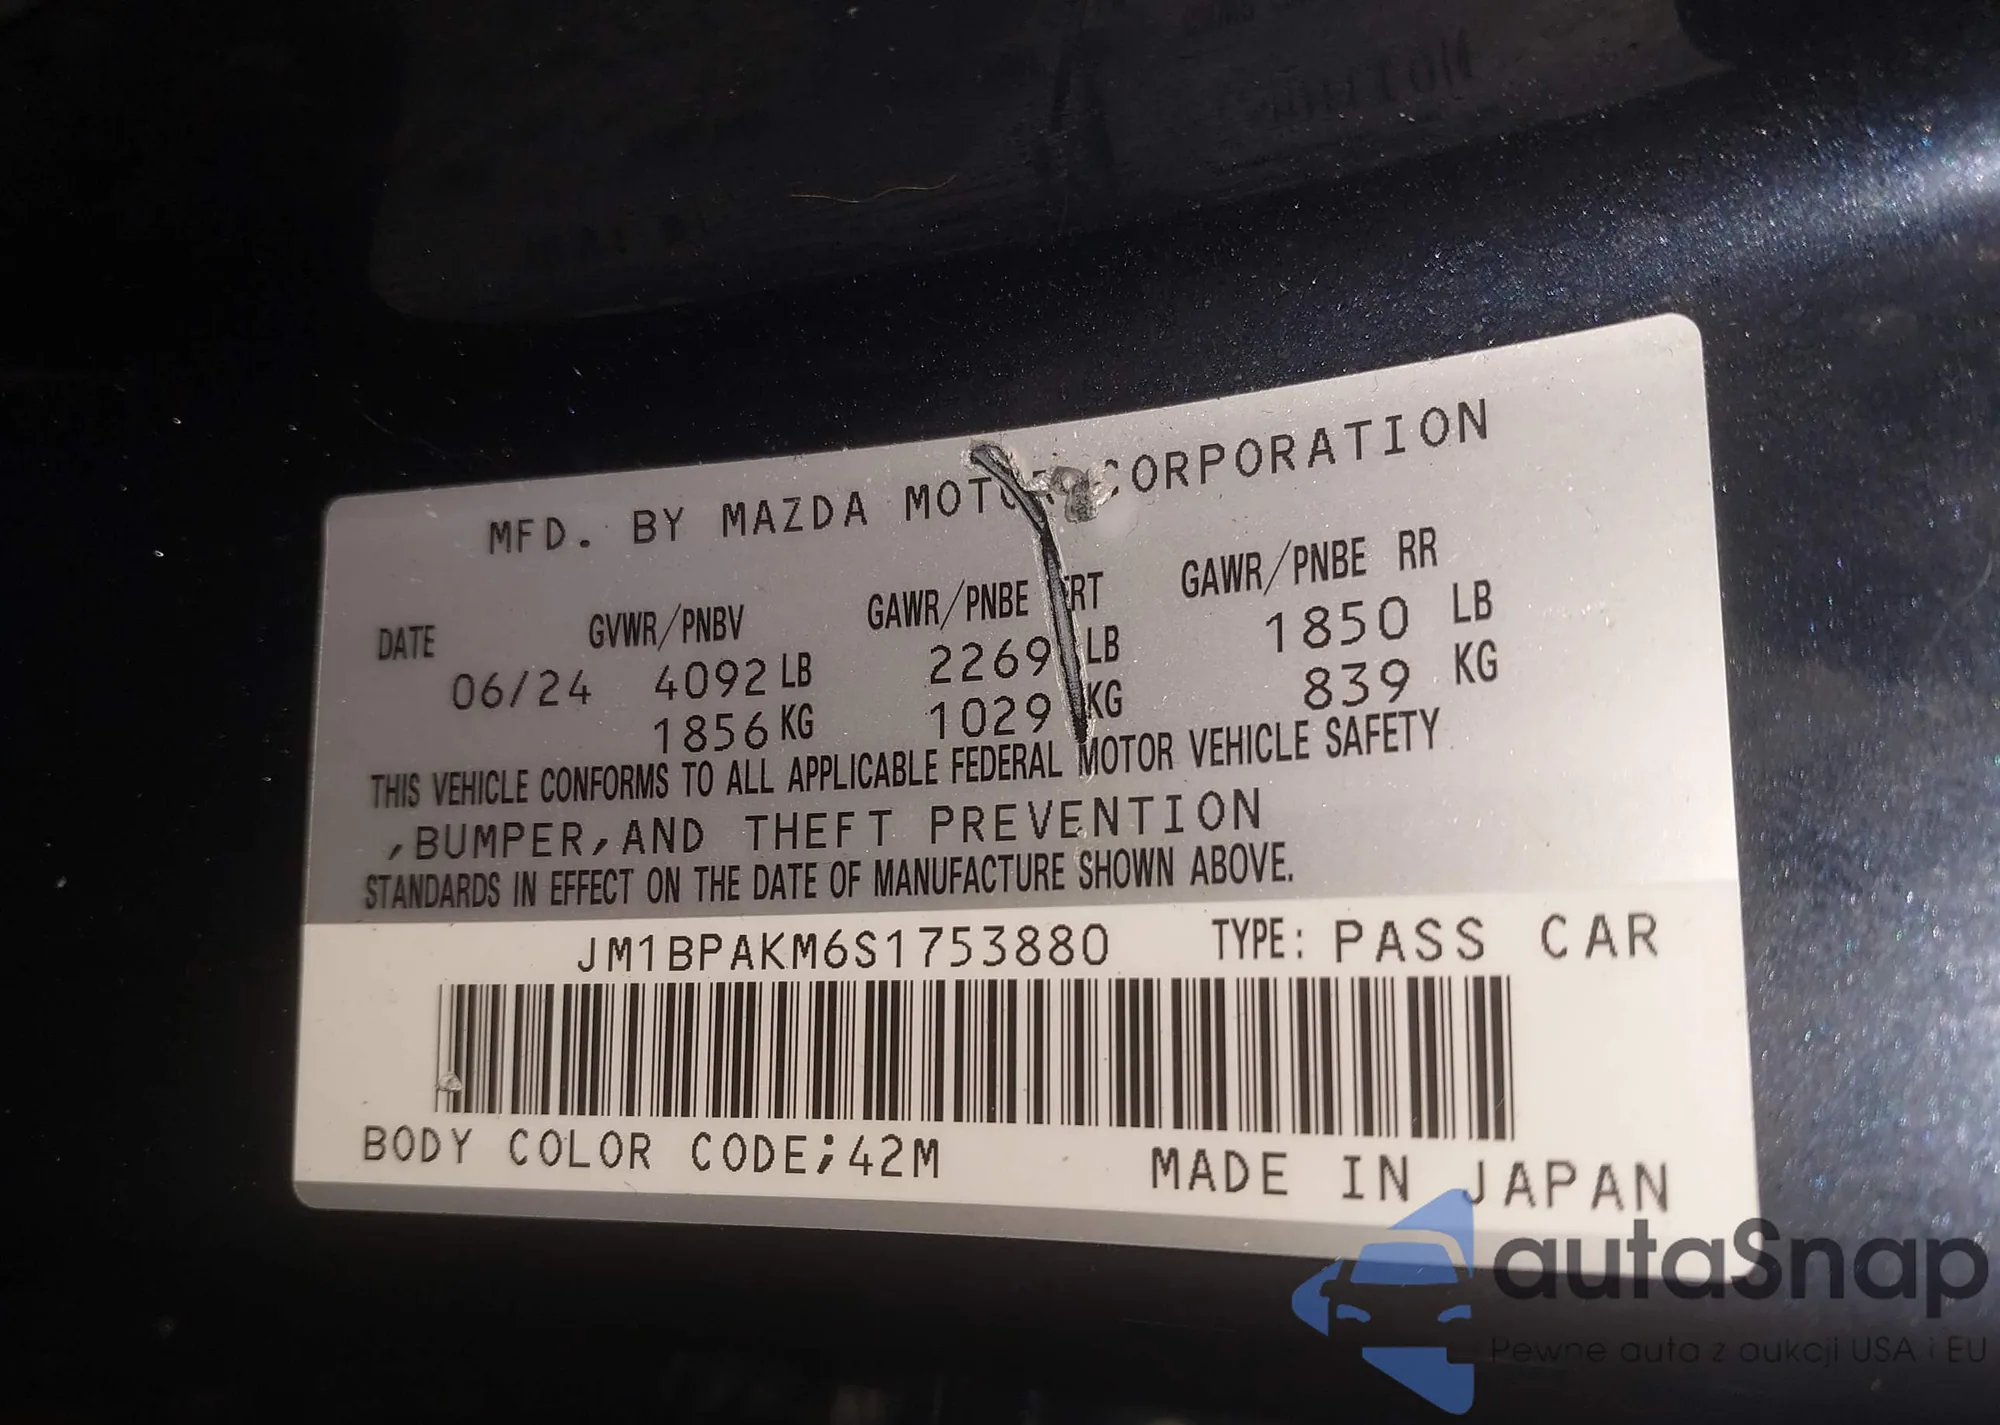 MFD. BY MAZDA MOTOR CORPORATION
DATE GVWR/PNBV GAWR/PNBE FRT GAWR/PNBE RR
06/24 4092 LB 2269 LB 1850 LB
1856 KG 1029 KG 839 KG
THIS VEHICLE CONFORMS TO ALL APPLICABLE FEDERAL MOTOR VEHICLE SAFETY
,BUMPER,AND THEFT PREVENTION
STANDARDS IN EFFECT ON THE DATE OF MANUFACTURE SHOWN ABOVE.
JM1BPAKM6S1753880 TYPE: PASS CAR
BODY COLOR CODE;42M MADE IN JAPAN
autaSnap
Pewne auta z aukcji USA i EU